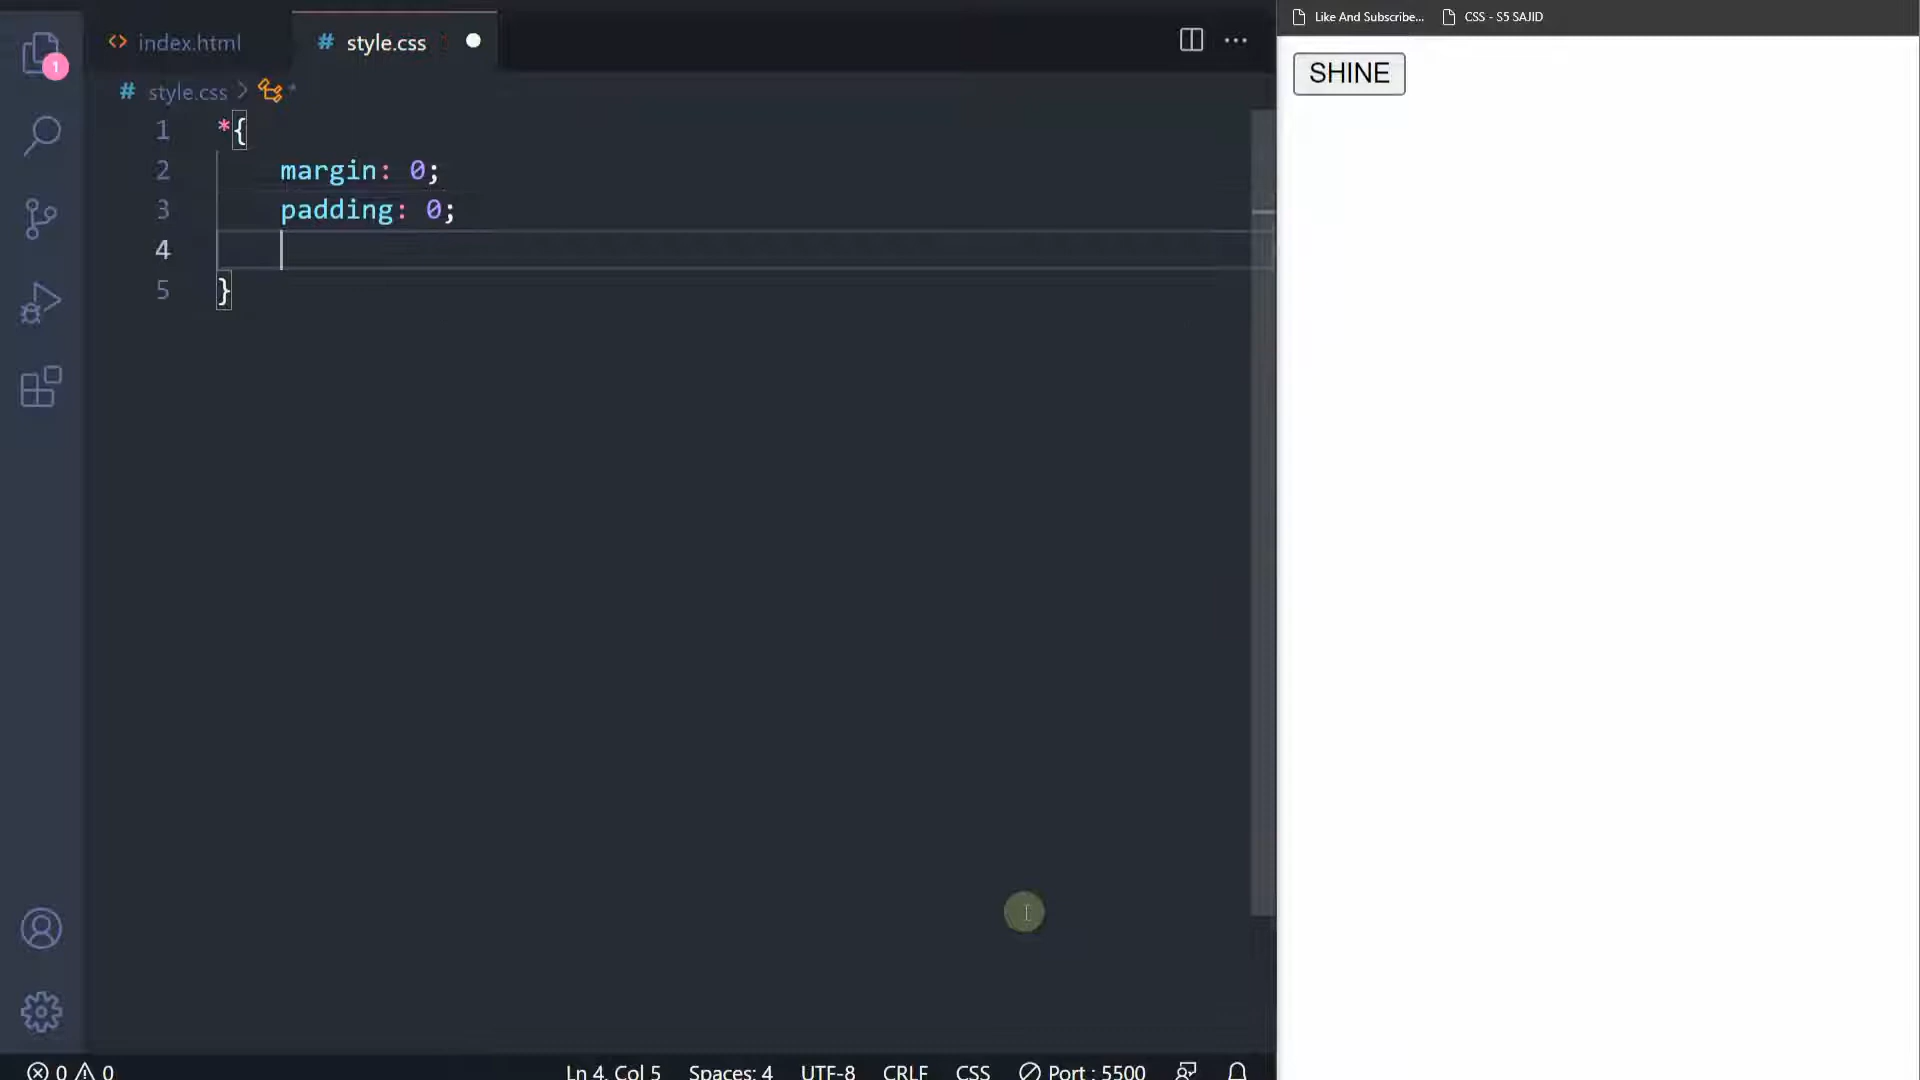 index.html
# style.css
# style.css > *
1 *{
2 margin: 0;
3 padding: 0;
4
5 }
1
0 0
Ln 4, Col 5 Spaces: 4 UTF-8 CRLF CSS Port : 5500
Like And Subscribe... CSS - S5 SAJID
SHINE